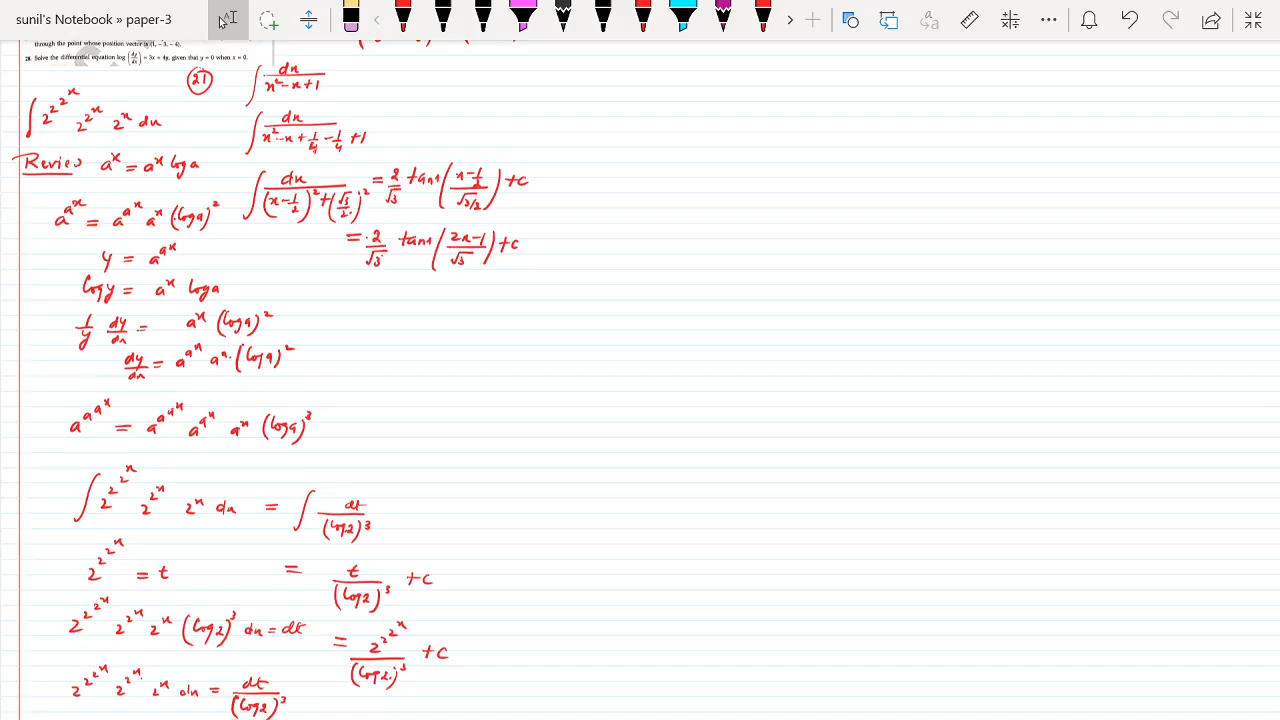 sunil's Notebook » paper-3
through the point whose position vector is (1, −3, −4).
28. Solve the differential equation log (dy/dx) = 3x + 4y, given that y = 0 when x = 0.
∫ 2^2^2^x 2^2^x 2^x dx
Review a^x = a^x log a
a^a^x = a^a^x a^x (log a)^2
y = a^a^x
log y = a^x log a
1/y dy/dx = a^x (log a)^2
dy/dx = a^a^x a^x · (log a)^2
a^a^a^x = a^a^a^x a^a^x a^x (log a)^3
∫ 2^2^2^x 2^2^x 2^x dx = ∫ dt/(log 2)^3
2^2^2^x = t = t/(log 2)^3 + c
2^2^2^x 2^2^x 2^x (log 2)^3 dx = dt
= 2^2^2^x/(log 2)^3 + c
2^2^2^x 2^2^x 2^x dx = dt/(log 2)^3
(21) ∫ dx/(x^2 − x + 1)
∫ dx/(x^2 − x + 1/4 − 1/4 + 1)
∫ dx/((x − 1/2)^2 + (√3/2)^2) = 2/√3 tan1 ((x − 1/2)/(√3/2)) + c
= 2/√3 tan1 ((2x − 1)/√3) + c